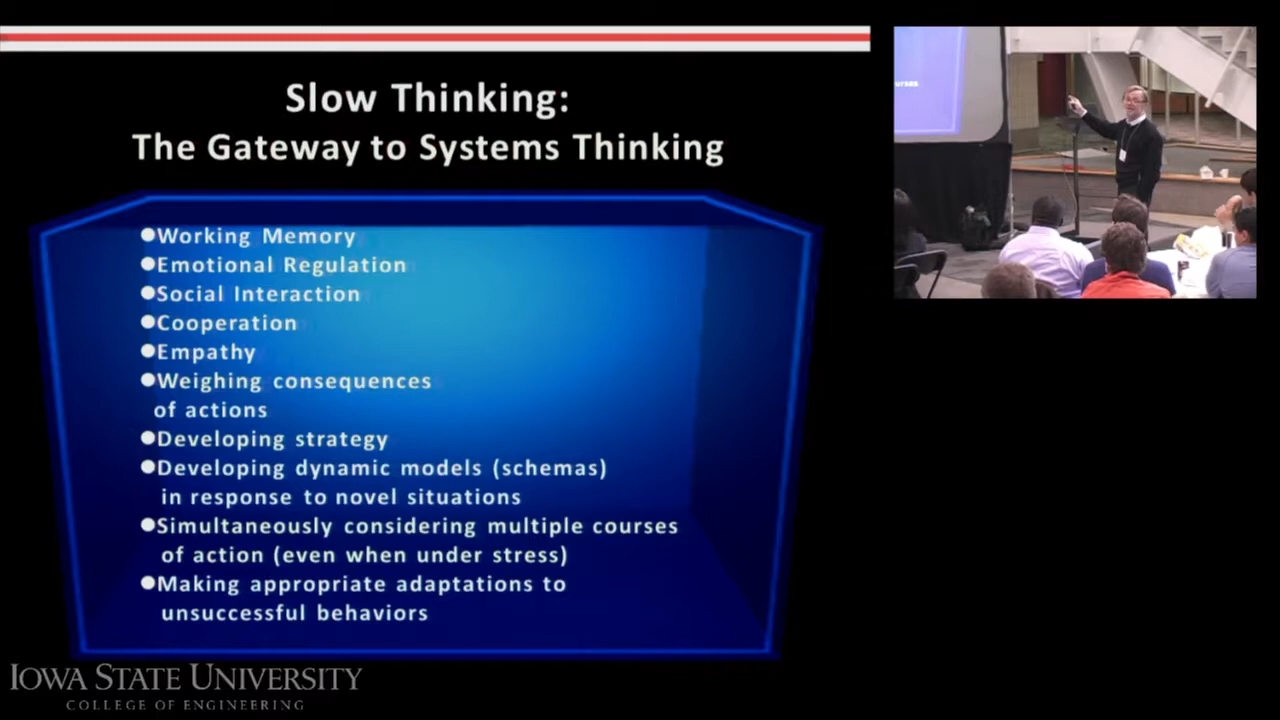 Slow Thinking:
The Gateway to Systems Thinking
●Working Memory
●Emotional Regulation
●Social Interaction
●Cooperation
●Empathy
●Weighing consequences
of actions
●Developing strategy
●Developing dynamic models (schemas)
in response to novel situations
●Simultaneously considering multiple courses
of action (even when under stress)
●Making appropriate adaptations to
unsuccessful behaviors
IOWA STATE UNIVERSITY
COLLEGE OF ENGINEERING